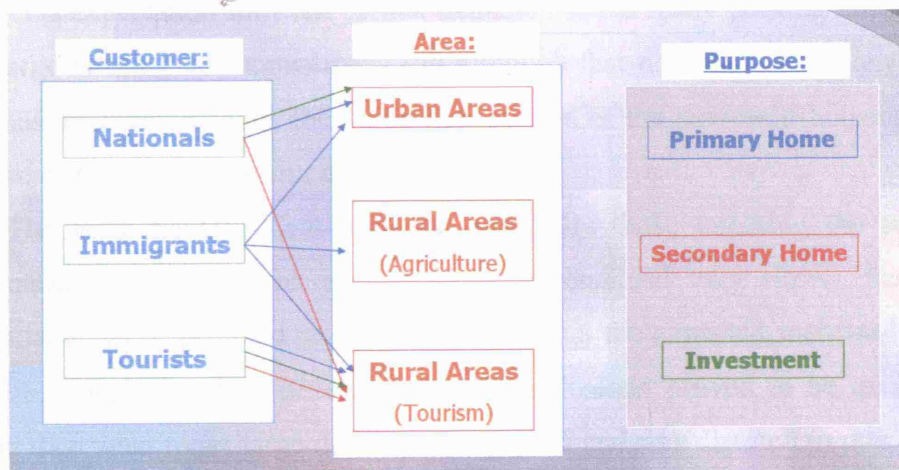 Customer:
Nationals
Immigrants
Tourists
Area:
Urban Areas
Rural Areas
(Agriculture)
Rural Areas
(Tourism)
Purpose:
Primary Home
Secondary Home
Investment